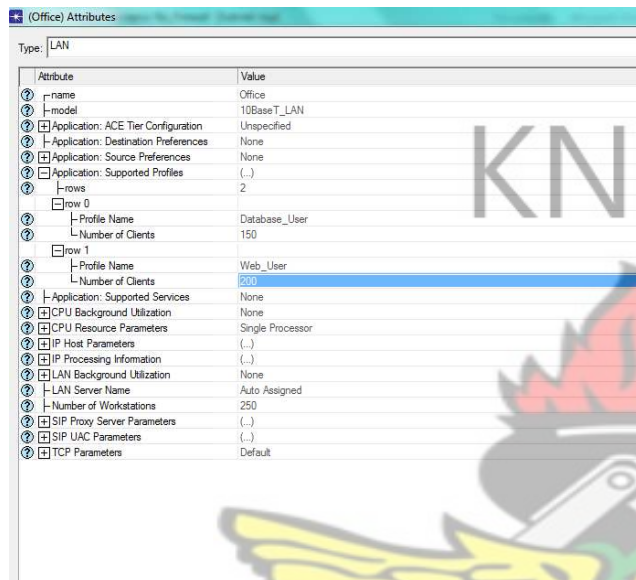 (Office) Attributes
Type: LAN
Attribute Value
name Office
model 10BaseT_LAN
Application: ACE Tier Configuration Unspecified
Application: Destination Preferences None
Application: Source Preferences None
Application: Supported Profiles (...)
rows 2
row 0
Profile Name Database_User
Number of Clients 150
row 1
Profile Name Web_User
Number of Clients 200
Application: Supported Services None
CPU Background Utilization None
CPU Resource Parameters Single Processor
IP Host Parameters (...)
IP Processing Information (...)
LAN Background Utilization None
LAN Server Name Auto Assigned
Number of Workstations 250
SIP Proxy Server Parameters (...)
SIP UAC Parameters (...)
TCP Parameters Default
KN